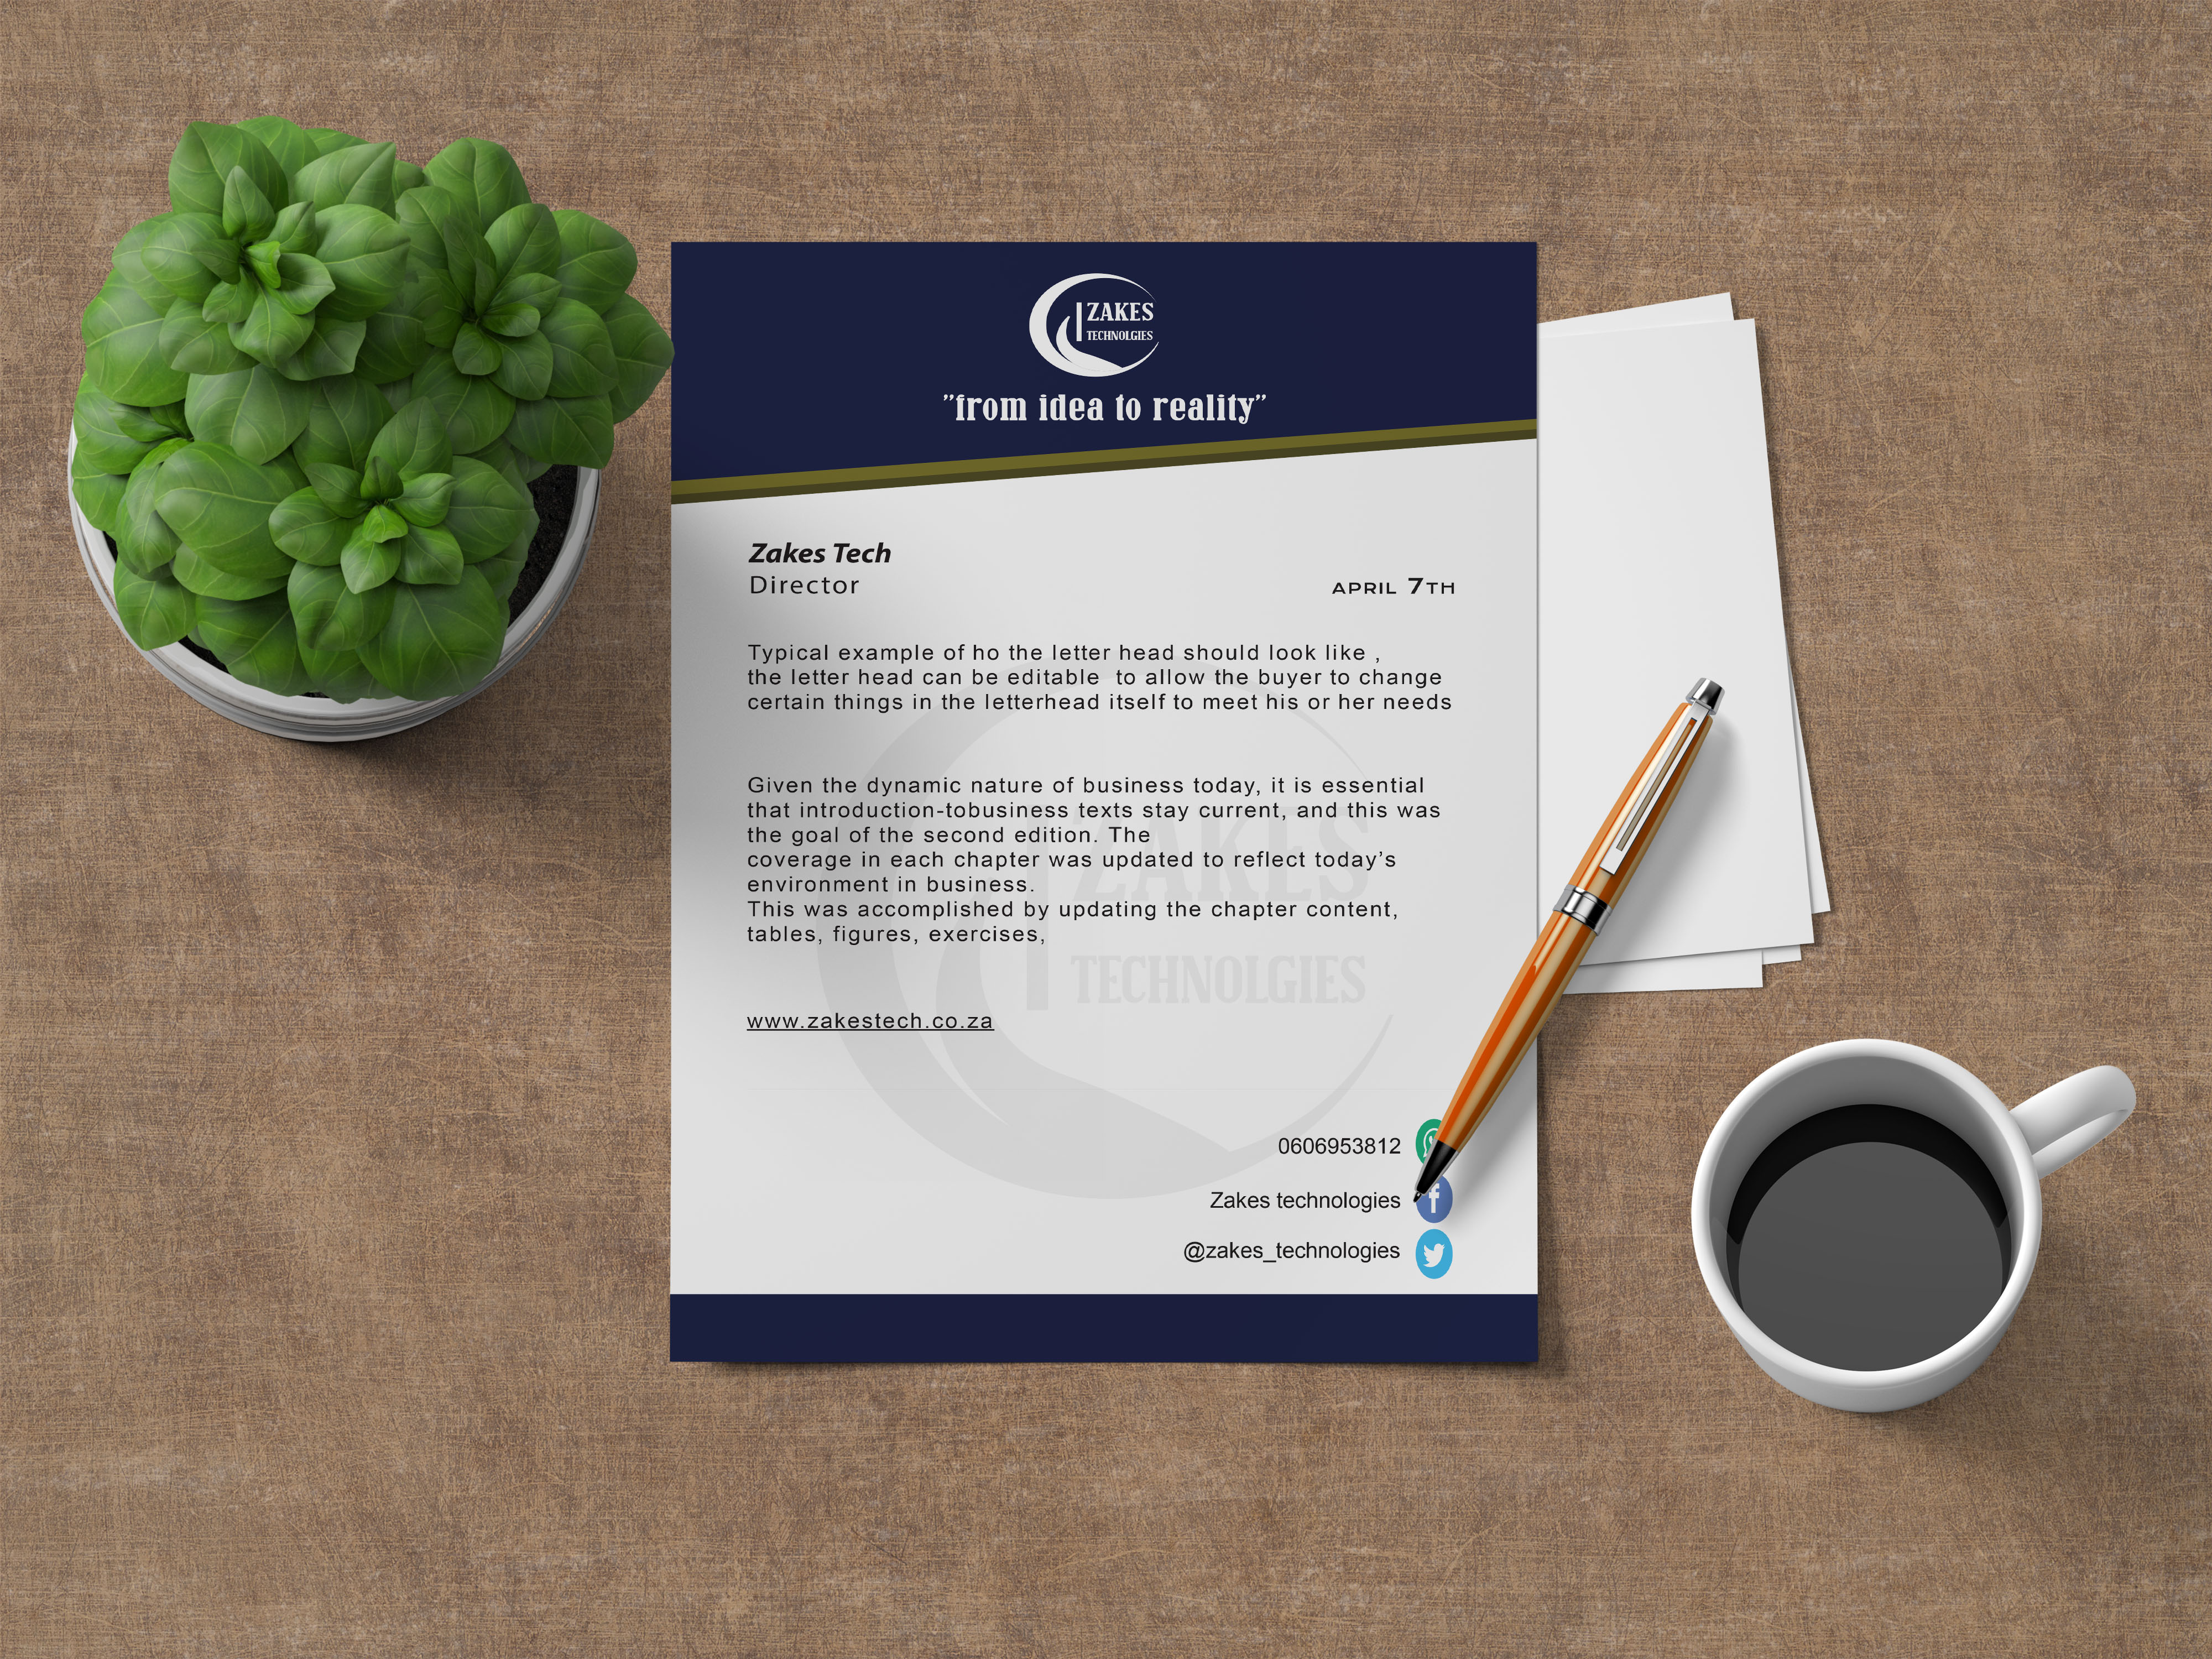 ZAKES
TECHNOLGIES
"from idea to reality"
Zakes Tech
Director
APRIL 7TH
Typical example of ho the letter head should look like ,
the letter head can be editable to allow the buyer to change
certain things in the letterhead itself to meet his or her needs
Given the dynamic nature of business today, it is essential
that introduction-tobusiness texts stay current, and this was
the goal of the second edition. The
coverage in each chapter was updated to reflect today's
environment in business.
This was accomplished by updating the chapter content,
tables, figures, exercises,
ZAKES
TECHNOLGIES
www.zakestech.co.za
0606953812
Zakes technologies
@zakes_technologies